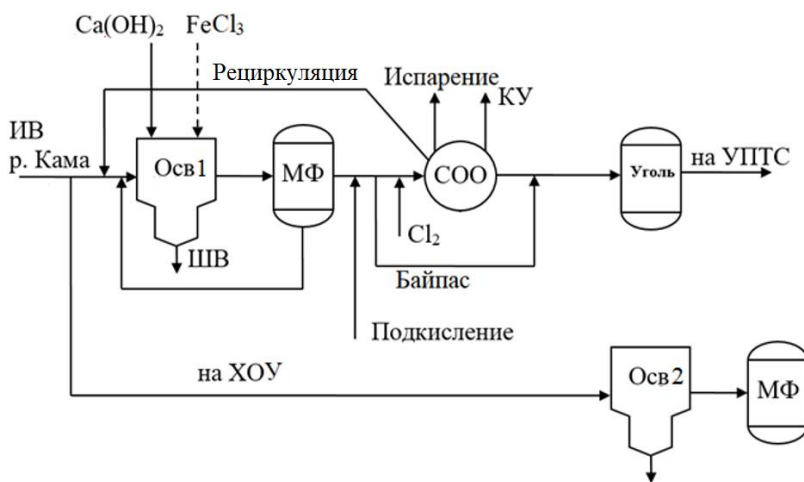 Ca(OH)₂ FeCl₃
Рециркуляция
Испарение
КУ
ИВ
р. Кама
Осв1
МФ
СОО
Уголь
на УПТС
Cl₂
ШВ
Байпас
Подкисление
на ХОУ
Осв2
МФ